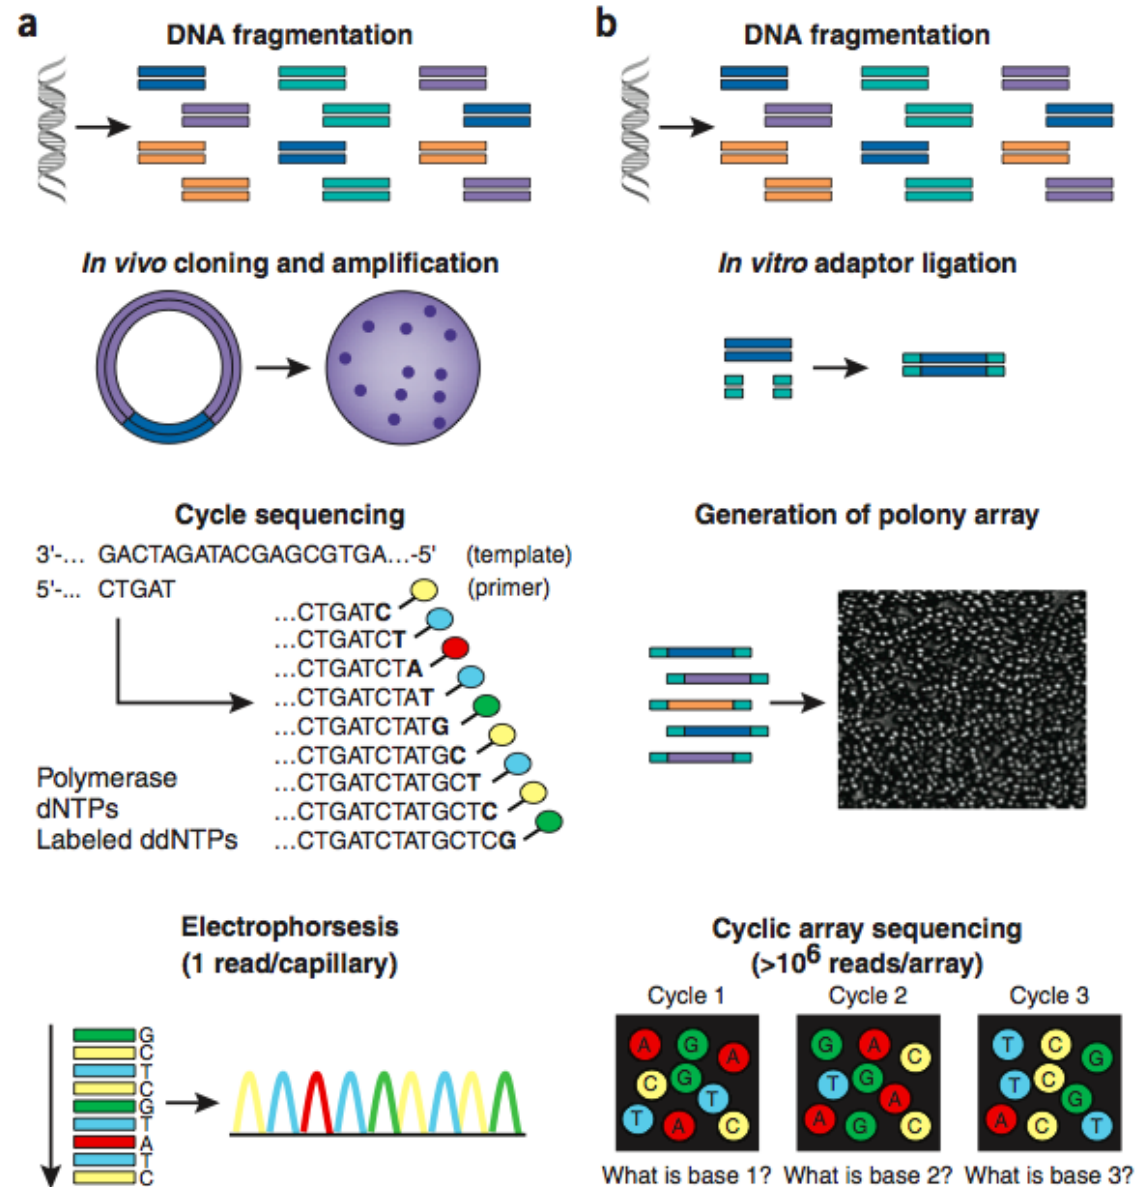 a
DNA fragmentation
In vivo cloning and amplification
Cycle sequencing
3'-... GACTAGATACGAGCGTGA...-5' (template)
5'-... CTGAT (primer)
...CTGATC
...CTGATCT
...CTGATCTA
...CTGATCTAT
...CTGATCTATG
...CTGATCTATGC
...CTGATCTATGCT
...CTGATCTATGCTC
...CTGATCTATGCTCG
Polymerase
dNTPs
Labeled ddNTPs
Electrophorsesis
(1 read/capillary)
G
C
T
C
G
T
A
T
C
b
DNA fragmentation
In vitro adaptor ligation
Generation of polony array
Cyclic array sequencing
(>10⁶ reads/array)
Cycle 1
A G A
C G T
T A C
What is base 1?
Cycle 2
G A C
T G A
A G C
What is base 2?
Cycle 3
T C G
T C G
A C T
What is base 3?